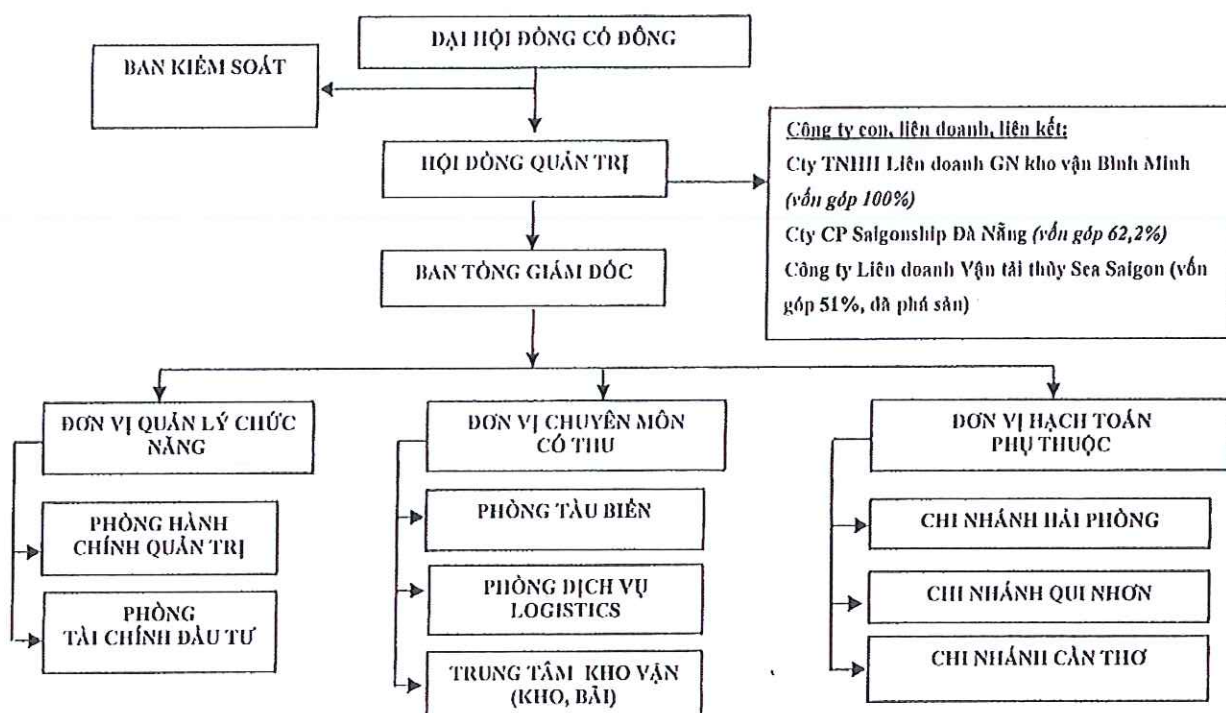 ĐẠI HỘI ĐỒNG CỔ ĐÔNG
BAN KIỂM SOÁT
HỘI ĐỒNG QUẢN TRỊ
Công ty con, liên doanh, liên kết:
Cty TNHH Liên doanh GN kho vận Bình Minh
(vốn góp 100%)
Cty CP Saigonship Đà Nẵng (vốn góp 62,2%)
Công ty Liên doanh Vận tải thủy Sea Saigon (vốn
góp 51%, đã phá sản)
BAN TỔNG GIÁM ĐỐC
ĐƠN VỊ QUẢN LÝ CHỨC
NĂNG
PHÒNG HÀNH
CHÍNH QUẢN TRỊ
PHÒNG
TÀI CHÍNH ĐẦU TƯ
ĐƠN VỊ CHUYÊN MÔN
CÓ THU
PHÒNG TÀU BIỂN
PHÒNG DỊCH VỤ
LOGISTICS
TRUNG TÂM KHO VẬN
(KHO, BÃI)
ĐƠN VỊ HẠCH TOÁN
PHỤ THUỘC
CHI NHÁNH HẢI PHÒNG
CHI NHÁNH QUI NHƠN
CHI NHÁNH CẦN THƠ